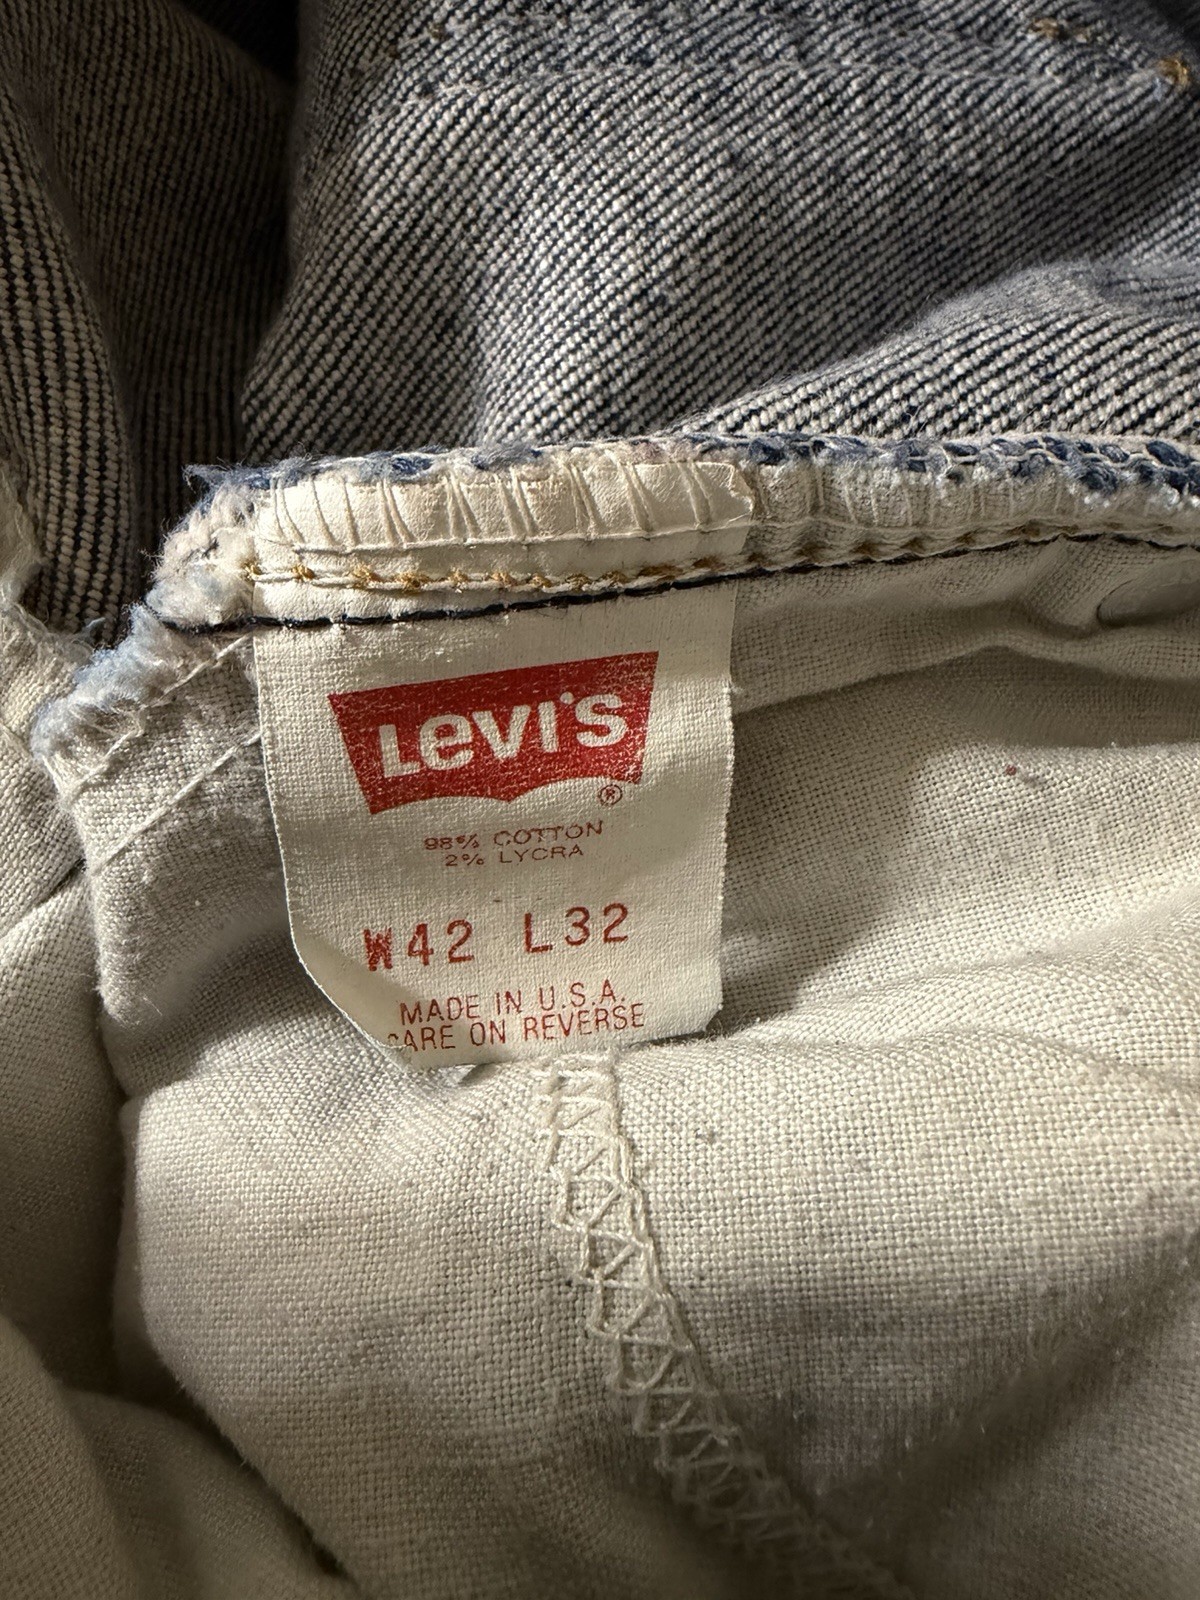 Levi's
®
98% COTTON
2% LYCRA
W42 L32
MADE IN U.S.A.
CARE ON REVERSE